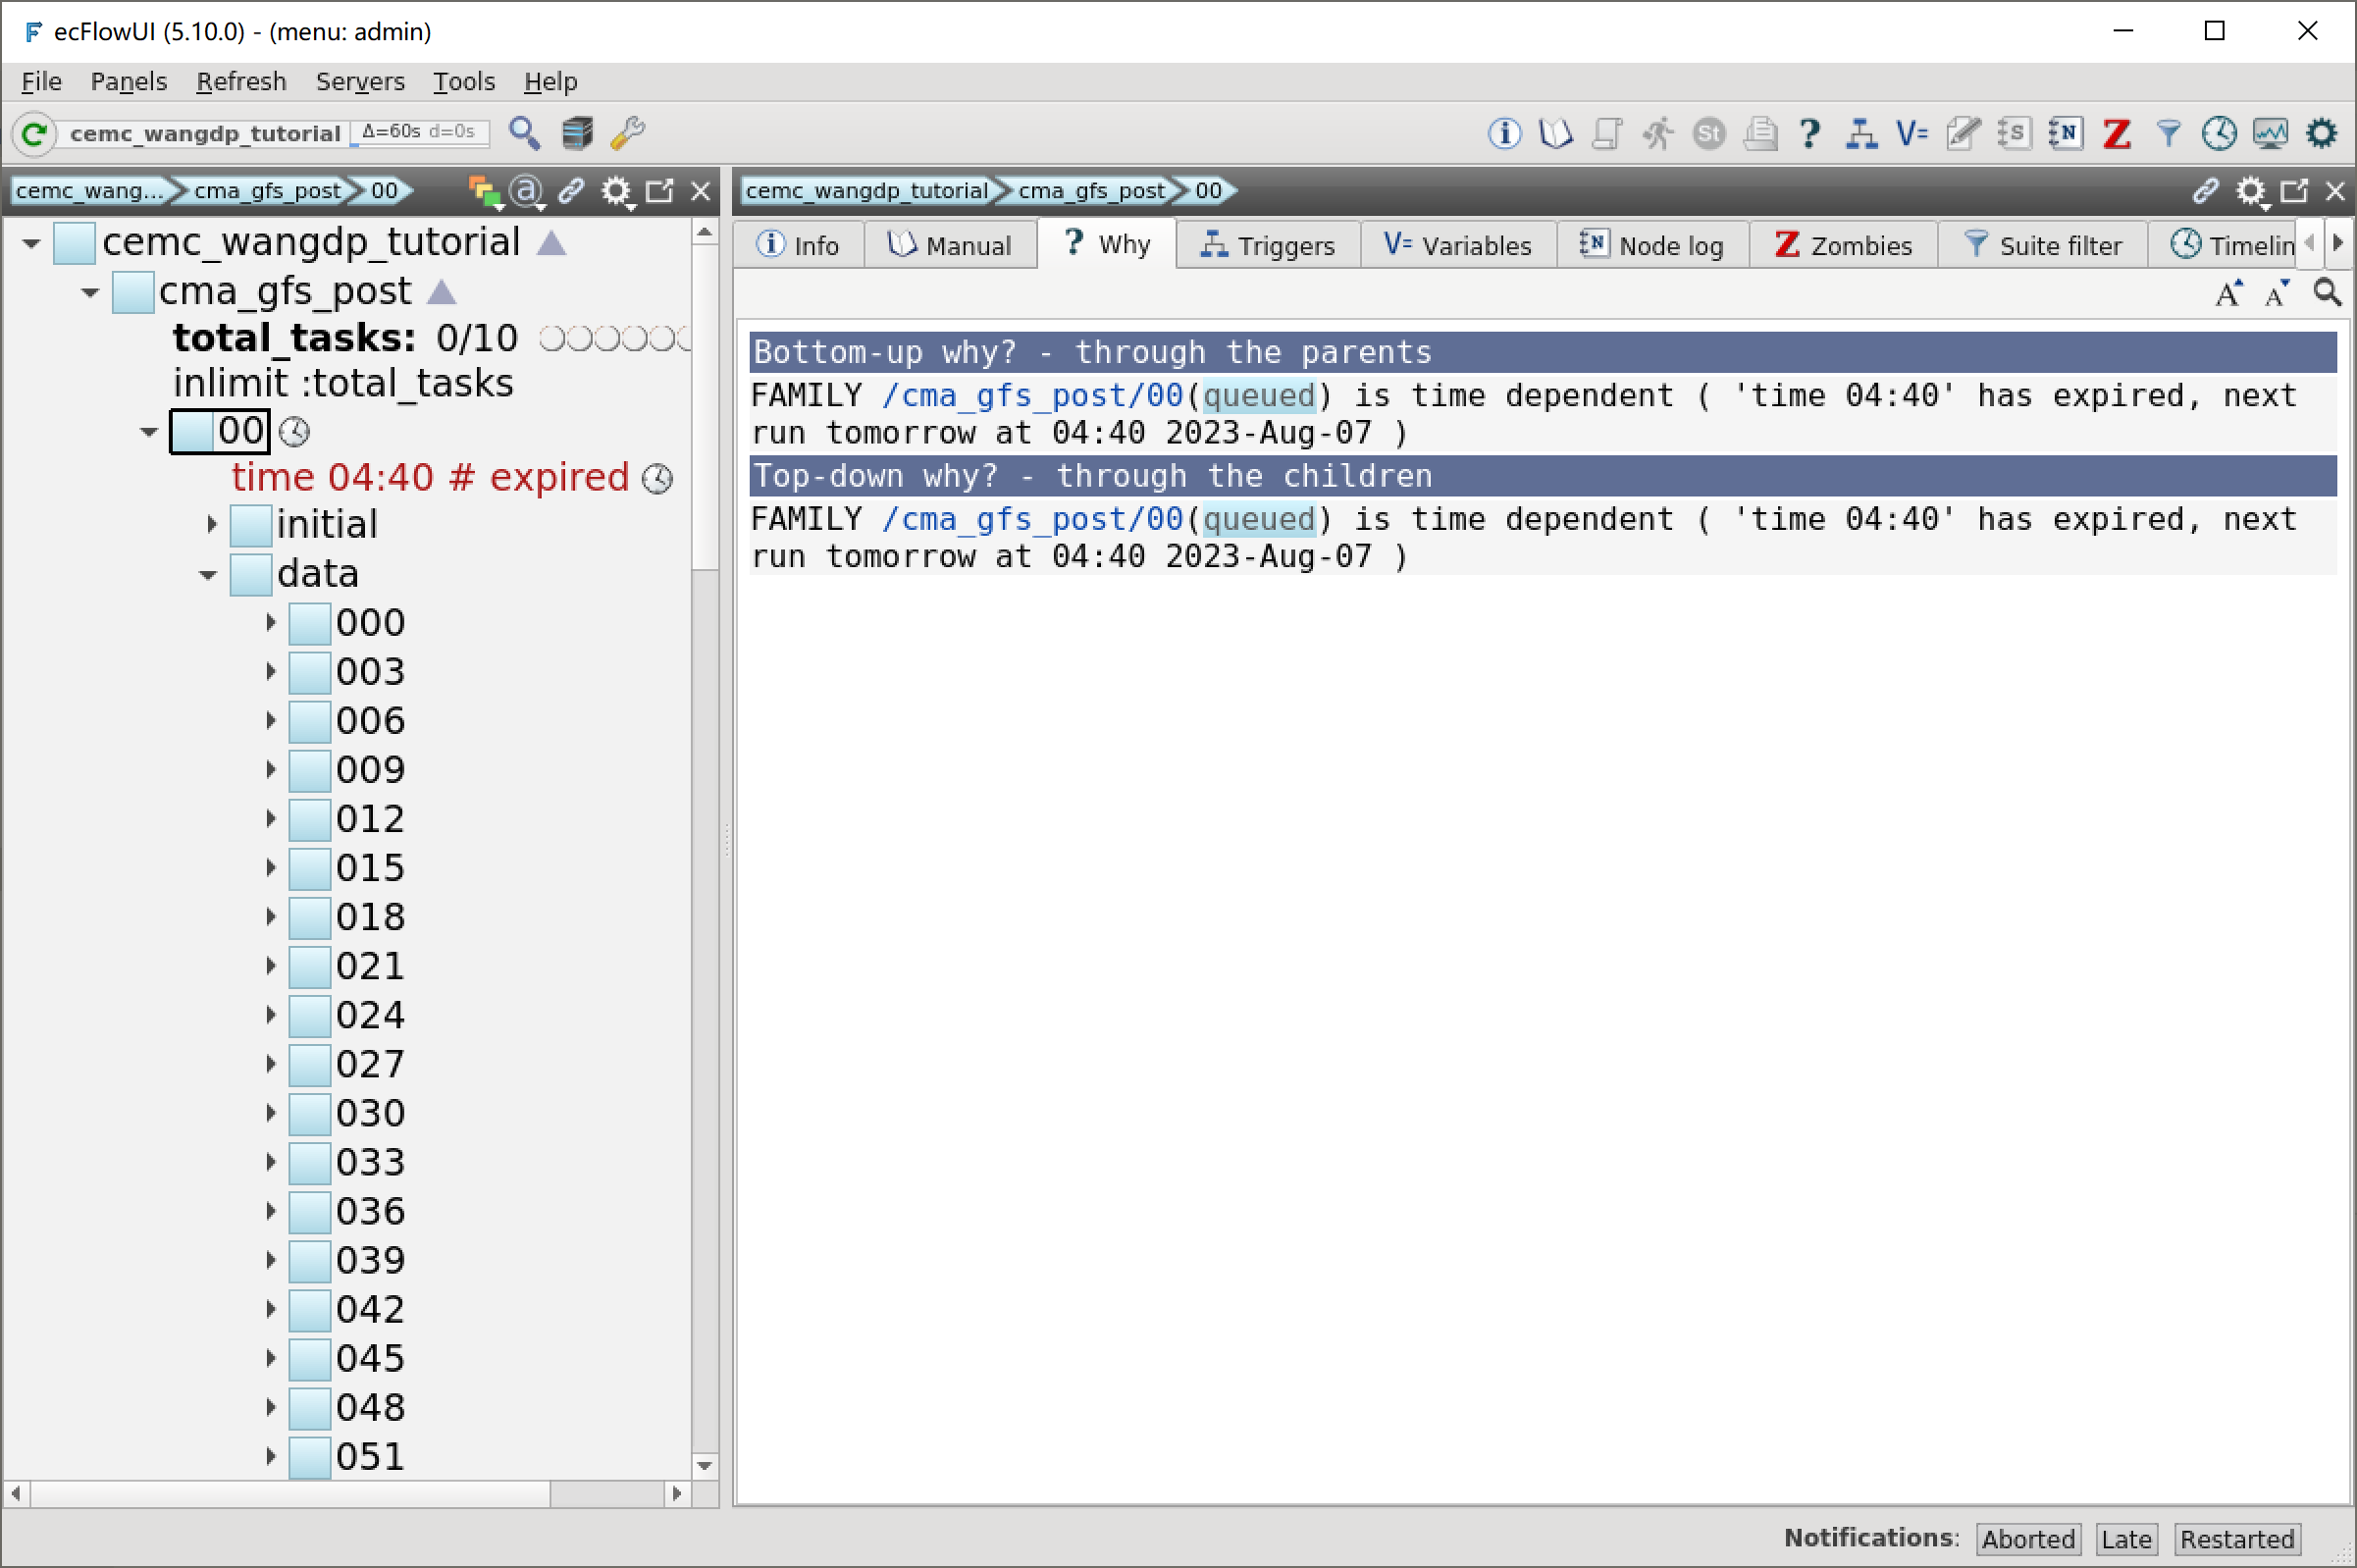 ecFlowUI (5.10.0) - (menu: admin)
File Panels Refresh Servers Tools Help
cemc_wangdp_tutorial Δ=60s d=0s
St V= S N Z
cemc_wang... cma_gfs_post 00
cemc_wangdp_tutorial
cma_gfs_post
total_tasks: 0/10
inlimit :total_tasks
00
time 04:40 # expired
initial
data
000
003
006
009
012
015
018
021
024
027
030
033
036
039
042
045
048
051
cemc_wangdp_tutorial cma_gfs_post 00
Info Manual ? Why Triggers V= Variables Node log Z Zombies Suite filter Timelin
Bottom-up why? - through the parents
FAMILY /cma_gfs_post/00(queued) is time dependent ( 'time 04:40' has expired, next
run tomorrow at 04:40 2023-Aug-07 )
Top-down why? - through the children
FAMILY /cma_gfs_post/00(queued) is time dependent ( 'time 04:40' has expired, next
run tomorrow at 04:40 2023-Aug-07 )
Notifications: Aborted Late Restarted